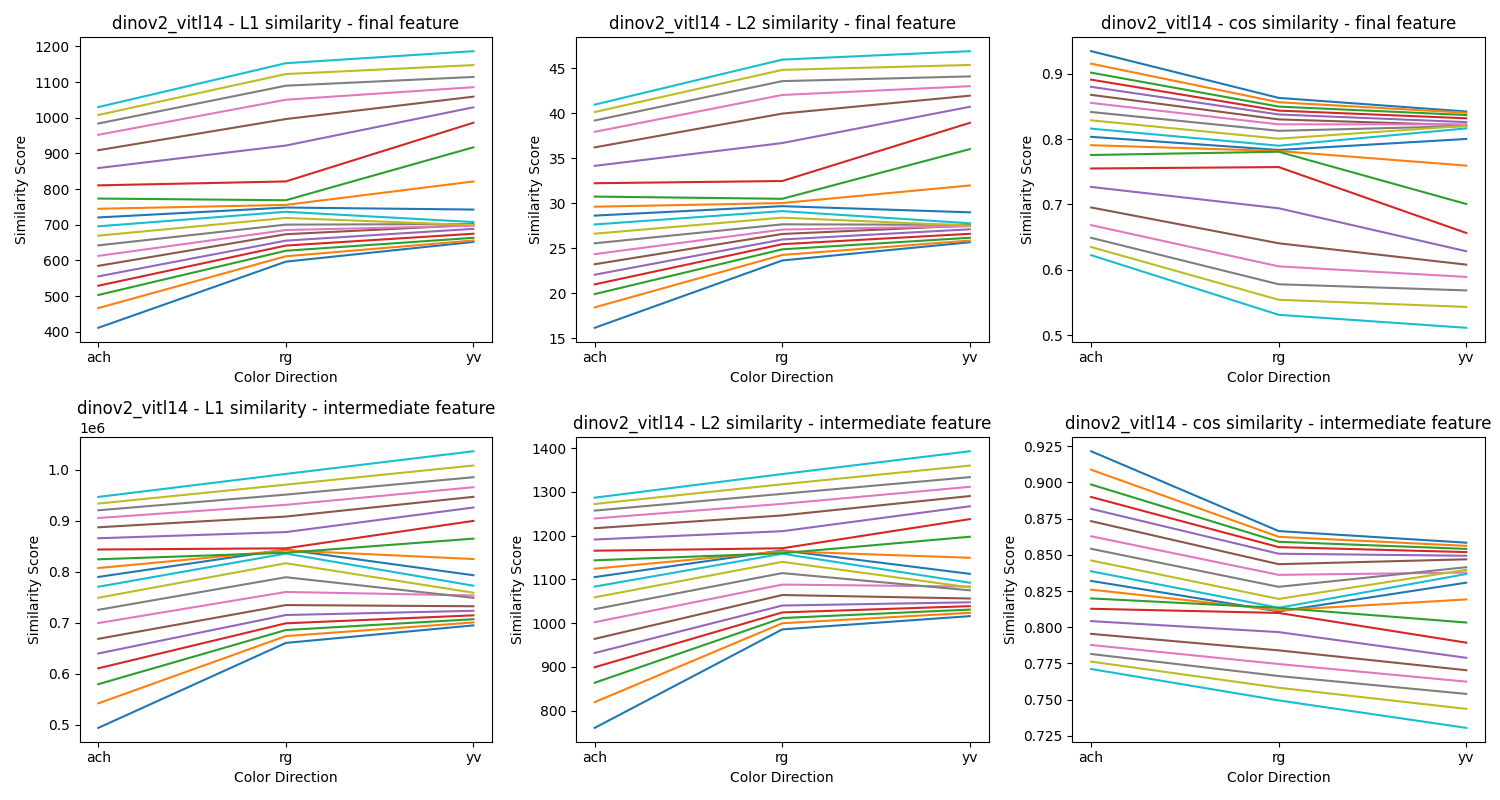 dinov2_vitl14 - L1 similarity - final feature
1200
1100
1000
900
800
700
600
500
400
Similarity Score
ach rg yv
Color Direction
dinov2_vitl14 - L2 similarity - final feature
45
40
35
30
25
20
15
Similarity Score
ach rg yv
Color Direction
dinov2_vitl14 - cos similarity - final feature
0.9
0.8
0.7
0.6
0.5
Similarity Score
ach rg yv
Color Direction
dinov2_vitl14 - L1 similarity - intermediate feature
1e6
1.0
0.9
0.8
0.7
0.6
0.5
Similarity Score
ach rg yv
Color Direction
dinov2_vitl14 - L2 similarity - intermediate feature
1400
1300
1200
1100
1000
900
800
Similarity Score
ach rg yv
Color Direction
dinov2_vitl14 - cos similarity - intermediate feature
0.925
0.900
0.875
0.850
0.825
0.800
0.775
0.750
0.725
Similarity Score
ach rg yv
Color Direction